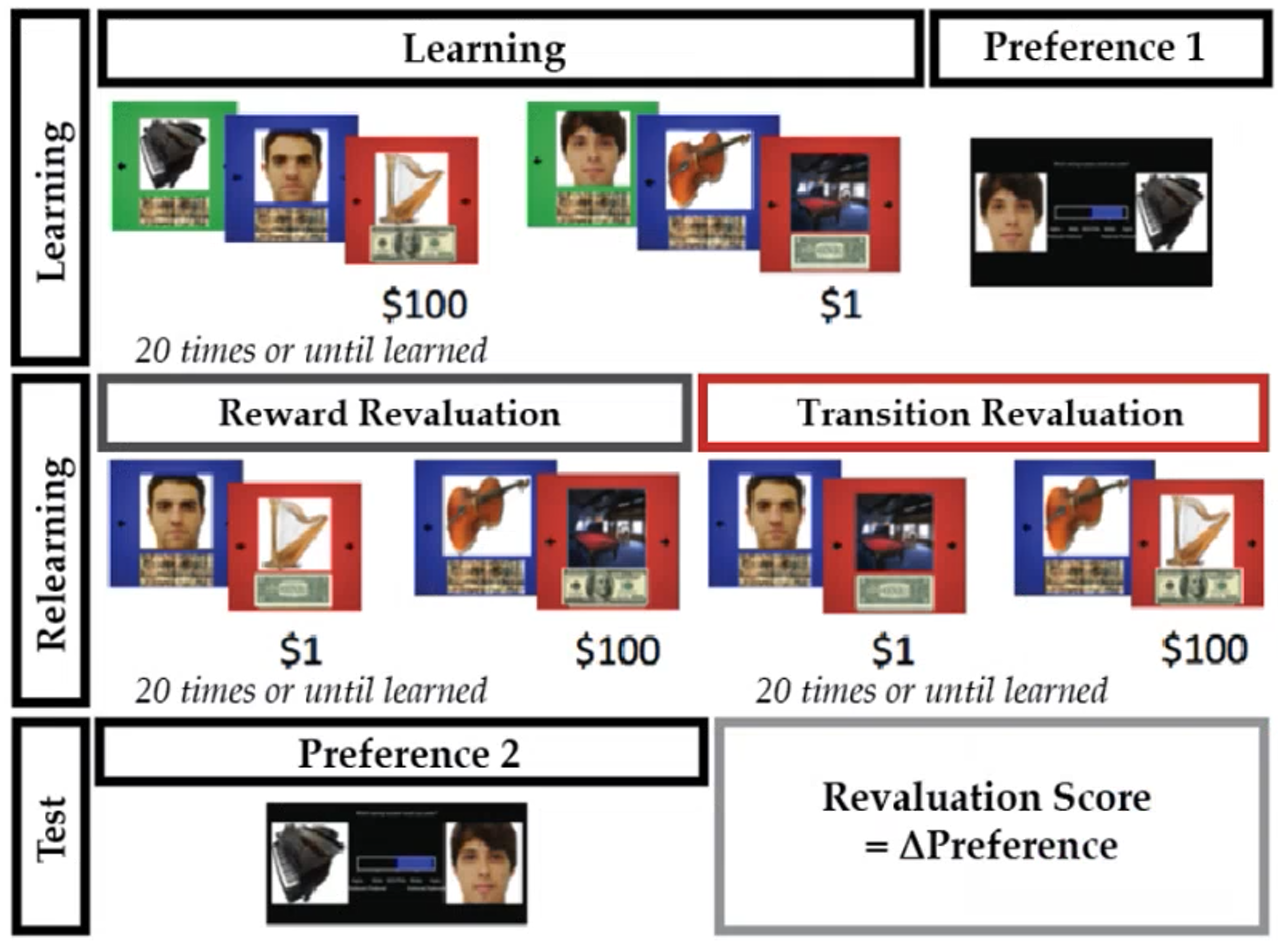 Learning
Preference 1
Learning
$100
$1
20 times or until learned
Relearning
Reward Revaluation
Transition Revaluation
$1
$100
$1
$100
20 times or until learned
20 times or until learned
Test
Preference 2
Revaluation Score
= ΔPreference